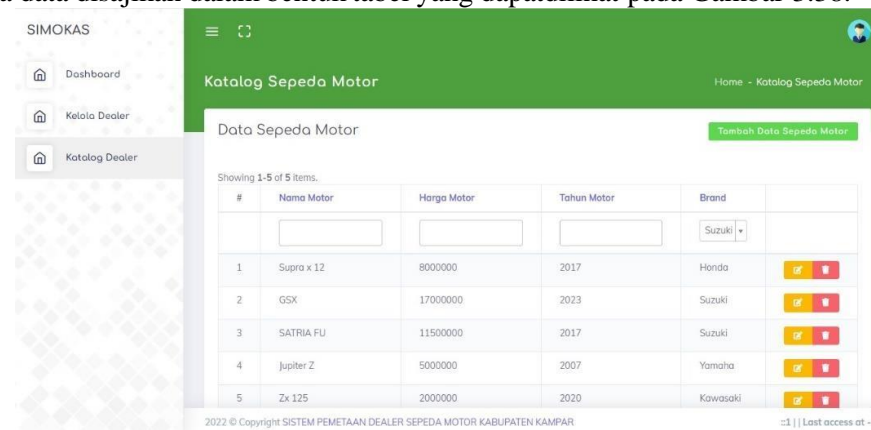 data disajikan dalam bentuk tabel yang dapatdilihat pada Gambar 5.38.
SIMOKAS
Dashboard
Kelola Dealer
Katalog Dealer
Katalog Sepeda Motor
Home - Katalog Sepeda Motor
Data Sepeda Motor
Tambah Data Sepeda Motor
Showing 1-5 of 5 items.
# Nama Motor Harga Motor Tahun Motor Brand
Suzuki
1 Supra x 12 8000000 2017 Honda
2 GSX 17000000 2023 Suzuki
3 SATRIA FU 11500000 2017 Suzuki
4 Jupiter Z 5000000 2007 Yamaha
5 Zx 125 2000000 2020 Kawasaki
2022 © Copyright SISTEM PEMETAAN DEALER SEPEDA MOTOR KABUPATEN KAMPAR
::1 | | Last access at -